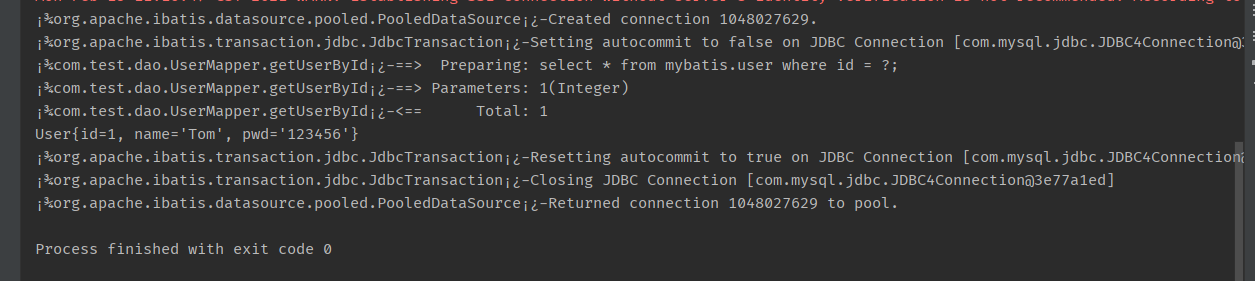 ¡¾org.apache.ibatis.datasource.pooled.PooledDataSource¡¿-Created connection 1048027629.
¡¾org.apache.ibatis.transaction.jdbc.JdbcTransaction¡¿-Setting autocommit to false on JDBC Connection [com.mysql.jdbc.JDBC4Connection@3
¡¾com.test.dao.UserMapper.getUserById¡¿-==>  Preparing: select * from mybatis.user where id = ?;
¡¾com.test.dao.UserMapper.getUserById¡¿-==> Parameters: 1(Integer)
¡¾com.test.dao.UserMapper.getUserById¡¿-<==      Total: 1
User{id=1, name='Tom', pwd='123456'}
¡¾org.apache.ibatis.transaction.jdbc.JdbcTransaction¡¿-Resetting autocommit to true on JDBC Connection [com.mysql.jdbc.JDBC4Connection@
¡¾org.apache.ibatis.transaction.jdbc.JdbcTransaction¡¿-Closing JDBC Connection [com.mysql.jdbc.JDBC4Connection@3e77a1ed]
¡¾org.apache.ibatis.datasource.pooled.PooledDataSource¡¿-Returned connection 1048027629 to pool.
Process finished with exit code 0